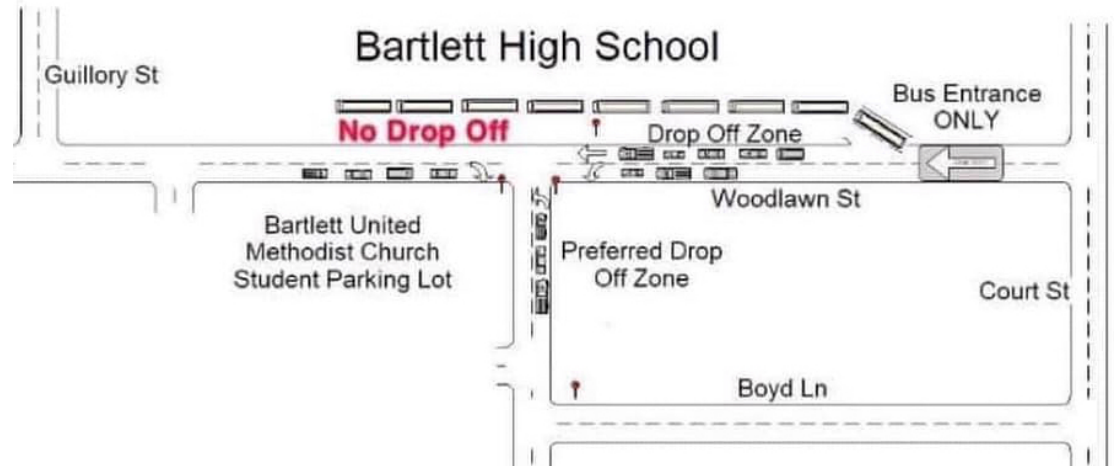 Bartlett High School
Guillory St
Bus Entrance
ONLY
No Drop Off
Drop Off Zone
Woodlawn St
Bartlett United
Methodist Church
Student Parking Lot
Preferred Drop
Off Zone
Court St
Boyd Ln